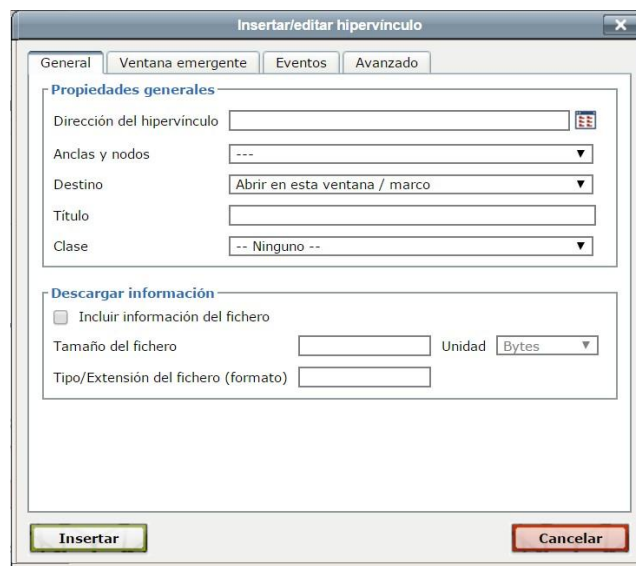 Insertar/editar hipervínculo
General Ventana emergente Eventos Avanzado
Propiedades generales
Dirección del hipervínculo
Anclas y nodos ---
Destino Abrir en esta ventana / marco
Título
Clase -- Ninguno --
Descargar información
Incluir información del fichero
Tamaño del fichero Unidad Bytes
Tipo/Extensión del fichero (formato)
Insertar Cancelar